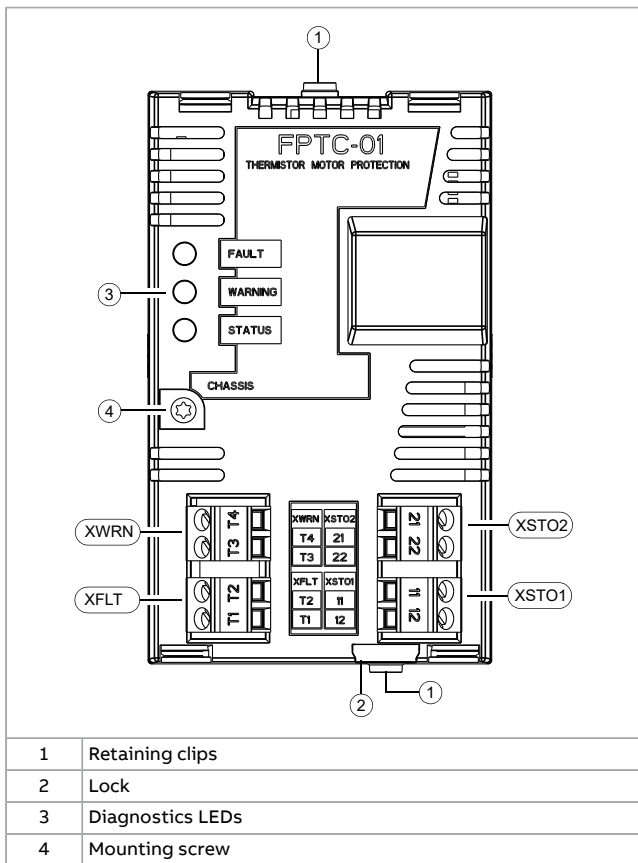 1
FPTC-01
THERMISTOR MOTOR PROTECTION
FAULT
3
WARNING
STATUS
CHASSIS
4
XWRN
T4
T3
XWRN XSTO2
T4 21
T3 22
21
22
XSTO2
XFLT
T2
T1
XFLT XSTO1
T2 11
T1 12
11
12
XSTO1
2
1
1 Retaining clips
2 Lock
3 Diagnostics LEDs
4 Mounting screw